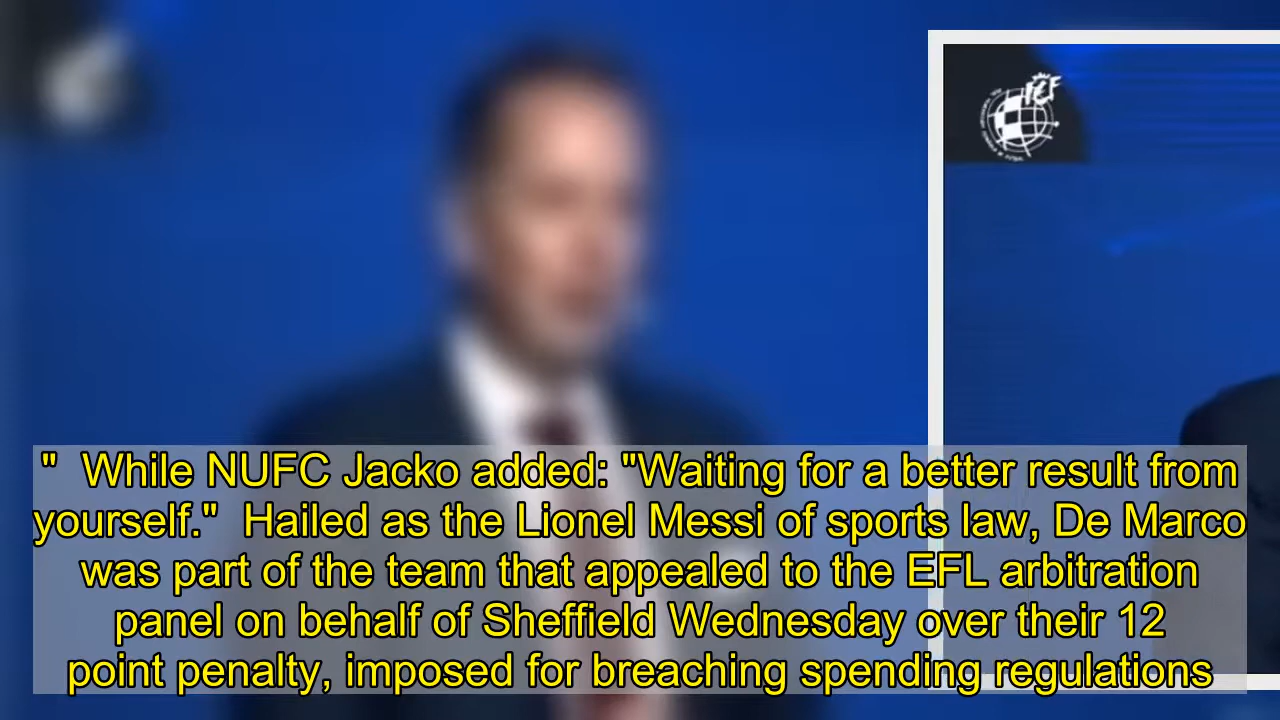 "  While NUFC Jacko added: "Waiting for a better result from
yourself."  Hailed as the Lionel Messi of sports law, De Marco
was part of the team that appealed to the EFL arbitration
panel on behalf of Sheffield Wednesday over their 12
point penalty, imposed for breaching spending regulations